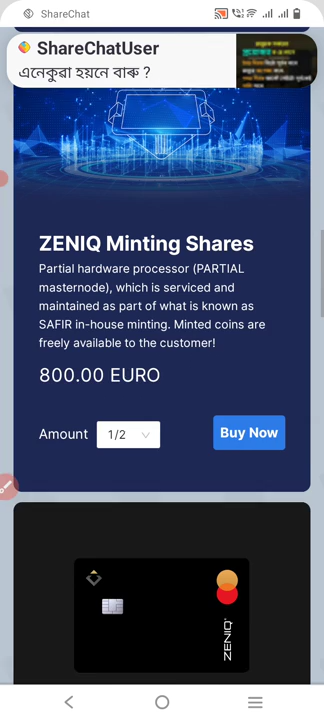 ShareChat
ShareChatUser
এনেকুৱা হয়নে বাৰু ?
ZENIQ Minting Shares
Partial hardware processor (PARTIAL
masternode), which is serviced and
maintained as part of what is known as
SAFIR in-house minting. Minted coins are
freely available to the customer!
800.00 EURO
Amount 1/2 Buy Now
ZENIQ